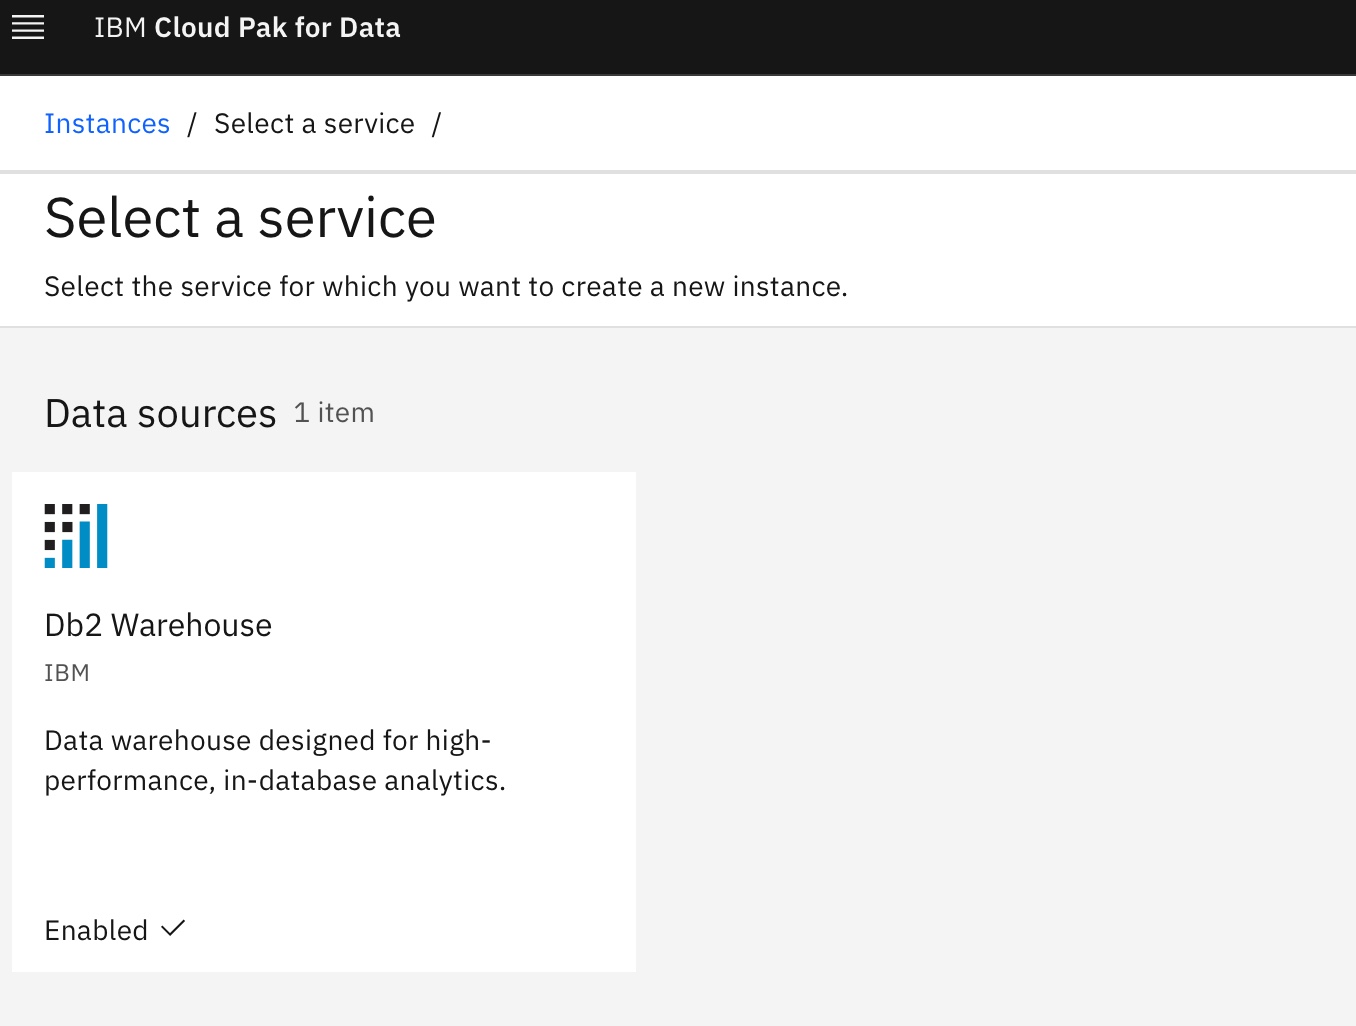 IBM Cloud Pak for Data
Instances / Select a service /
Select a service
Select the service for which you want to create a new instance.
Data sources 1 item
Db2 Warehouse
IBM
Data warehouse designed for high-
performance, in-database analytics.
Enabled